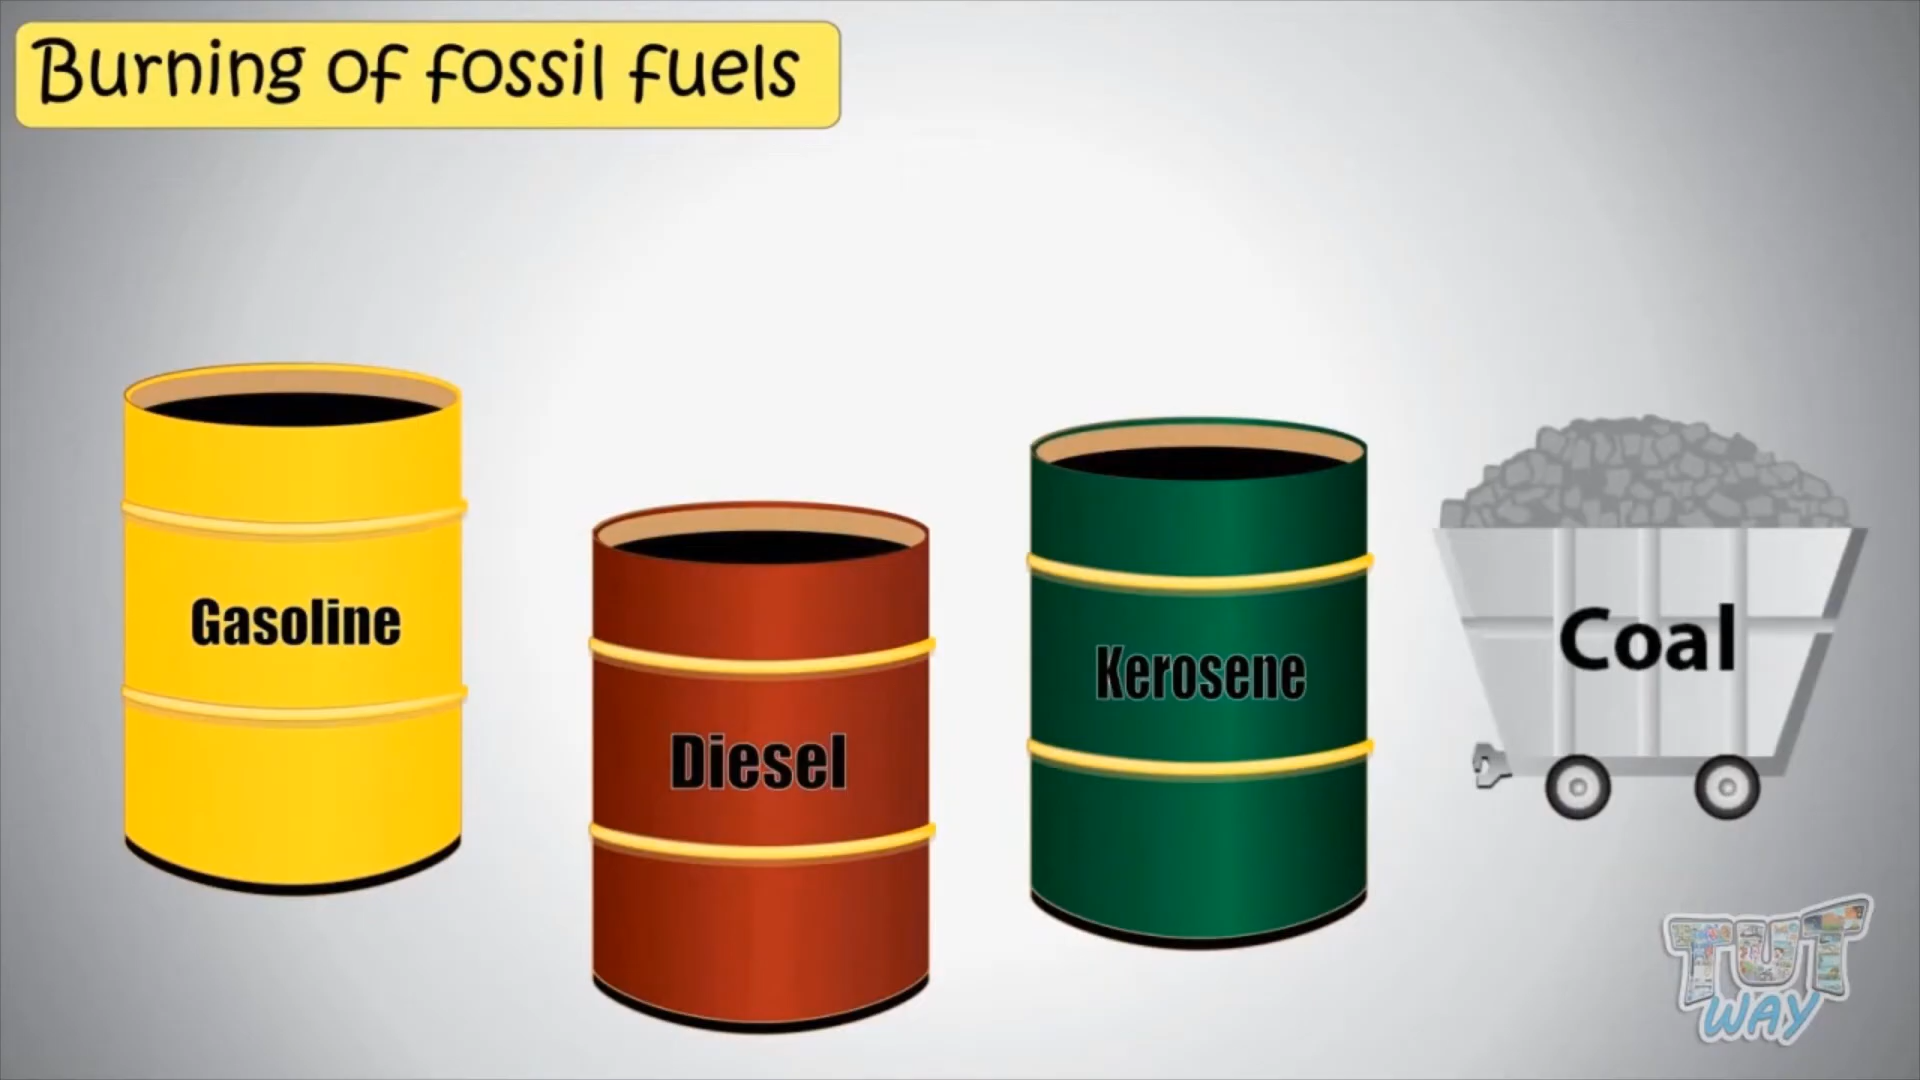 Burning of fossil fuels
Gasoline
Diesel
Kerosene
Coal
TUT
WAY